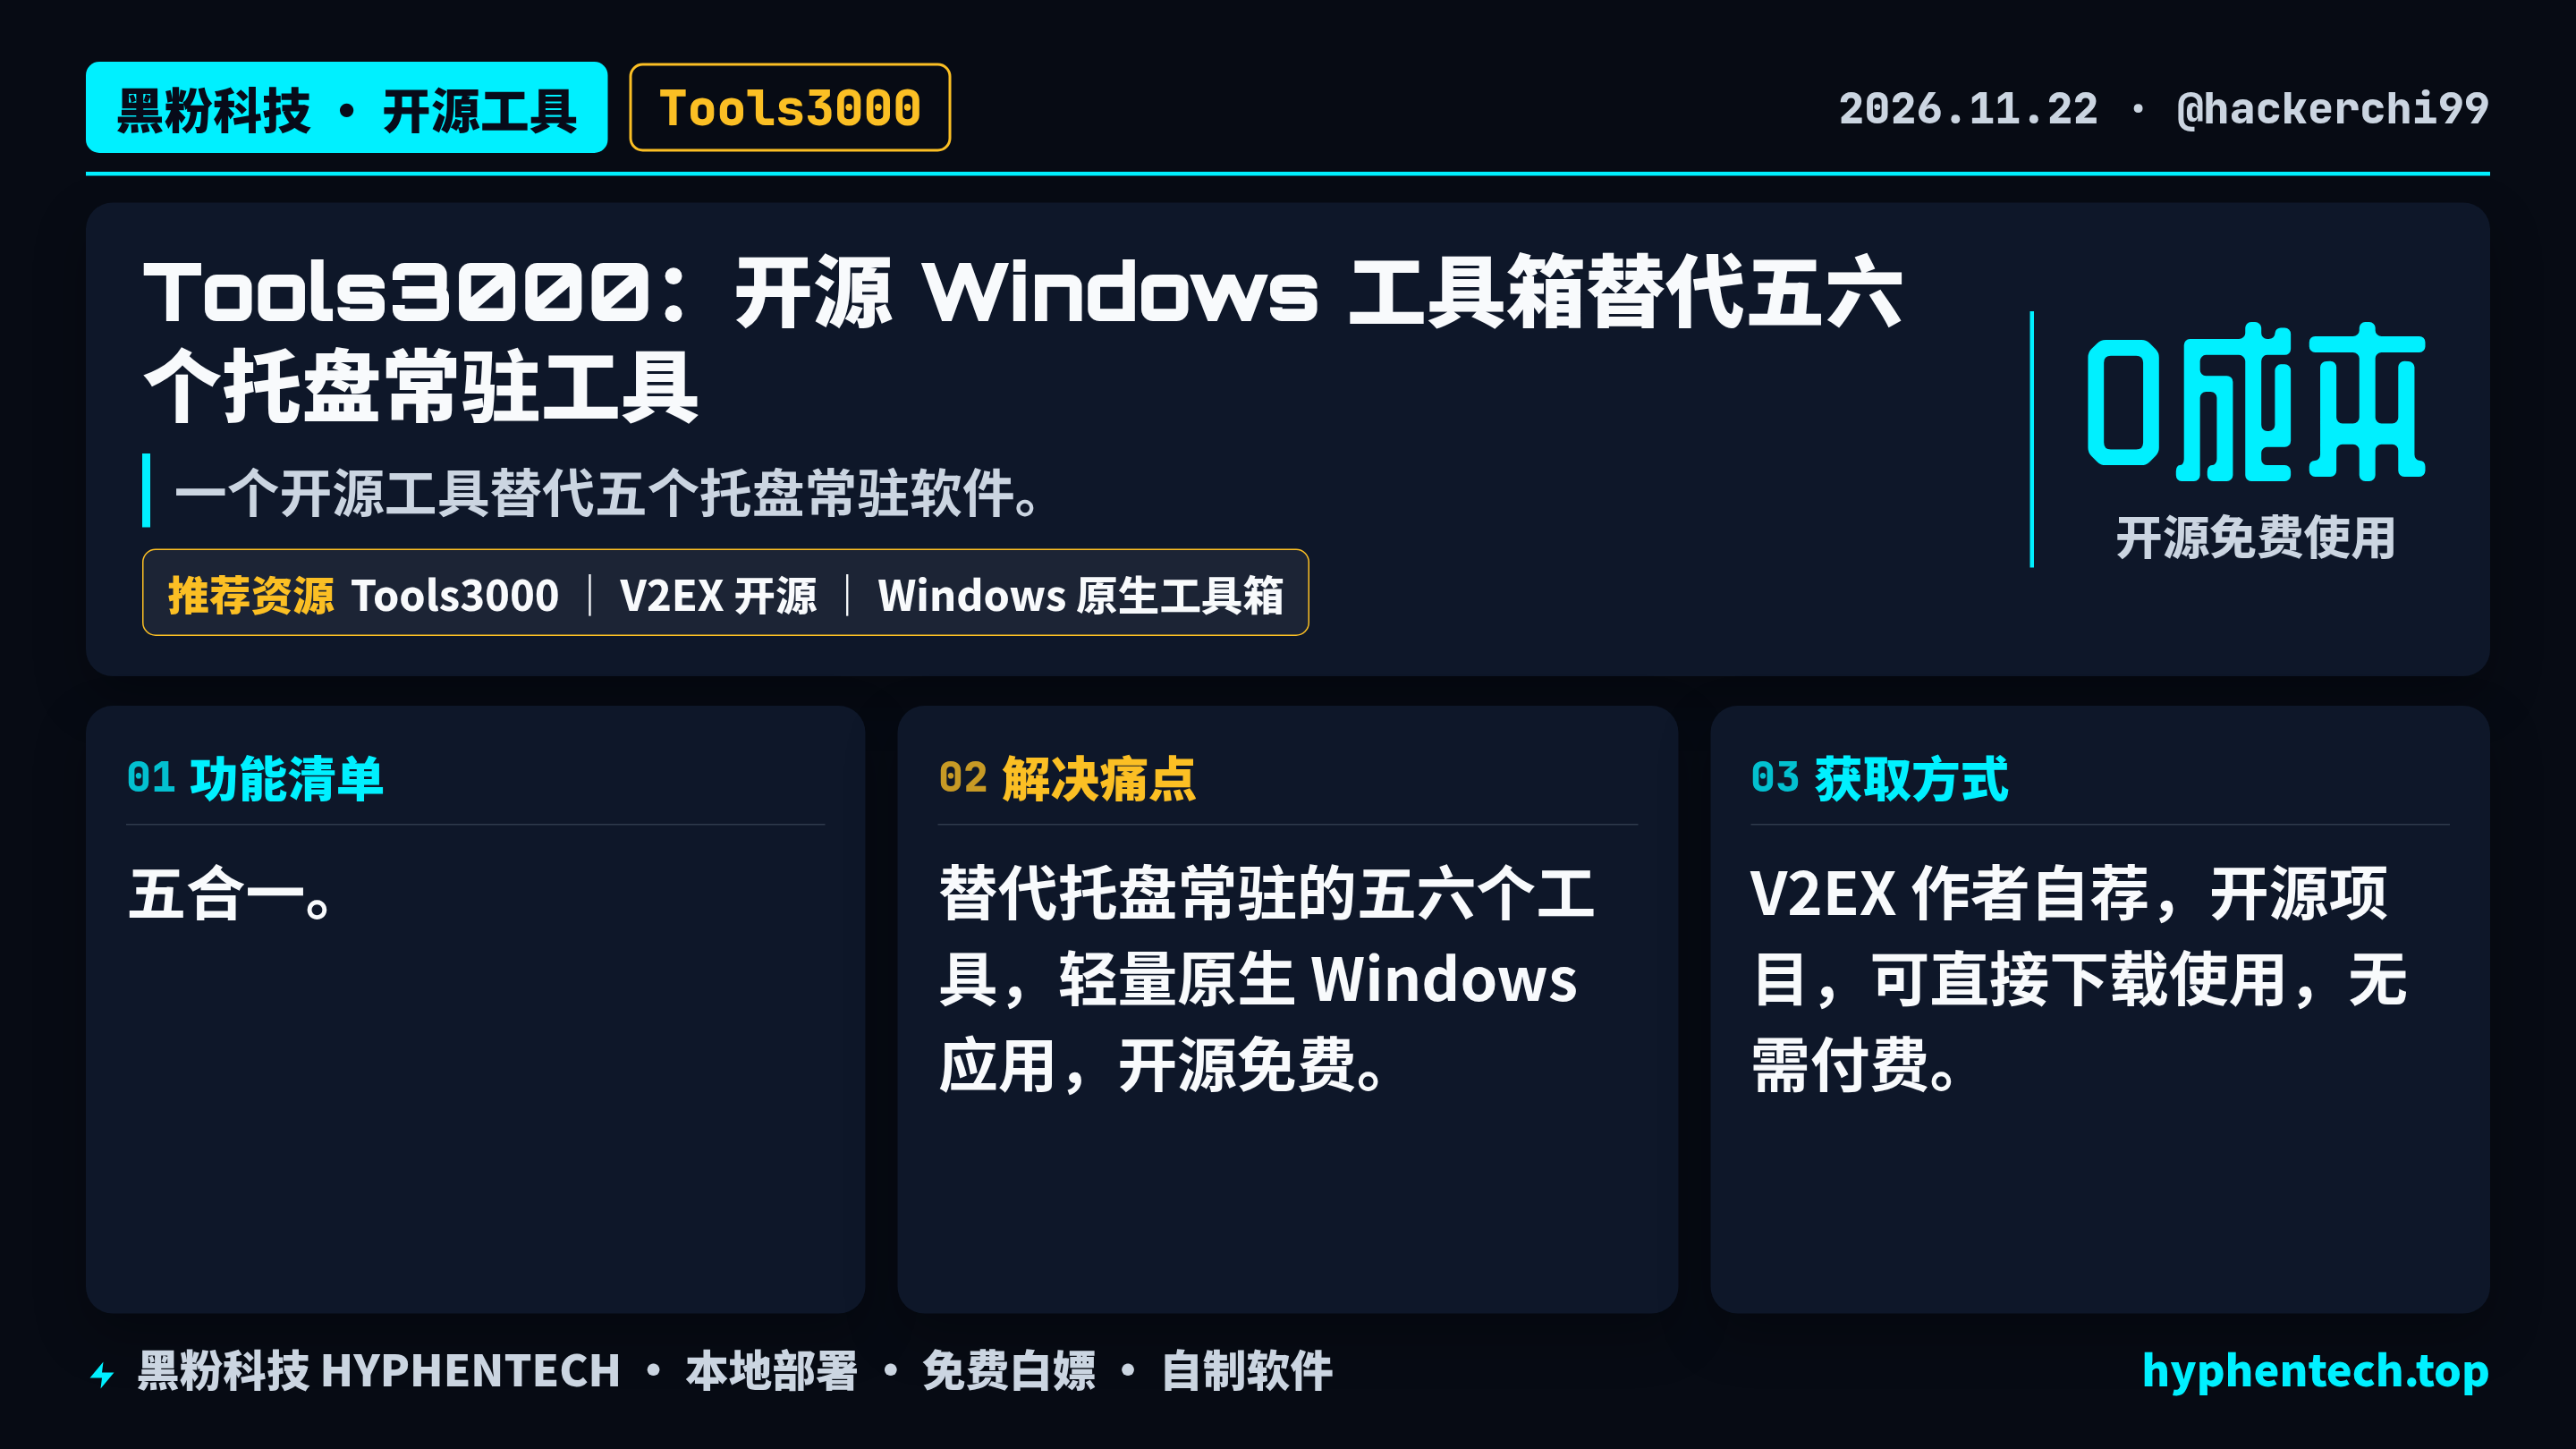 黑粉科技 · 开源工具
Tools3000
2026.11.22 · @hackerchi99
Tools3000：开源 Windows 工具箱替代五六
个托盘常驻工具
一个开源工具替代五个托盘常驻软件。
推荐资源 Tools3000 ｜ V2EX 开源 ｜ Windows 原生工具箱
0成本
开源免费使用
01 功能清单
五合一。
02 解决痛点
替代托盘常驻的五六个工
具，轻量原生 Windows
应用，开源免费。
03 获取方式
V2EX 作者自荐，开源项
目，可直接下载使用，无
需付费。
黑粉科技 HYPHENTECH · 本地部署 · 免费白嫖 · 自制软件
hyphentech.top